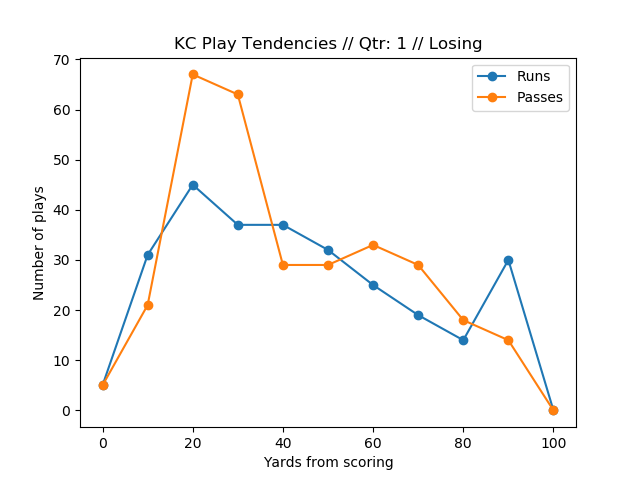 KC Play Tendencies // Qtr: 1 // Losing
Runs
Passes
Number of plays
70
60
50
40
30
20
10
0
0 20 40 60 80 100
Yards from scoring